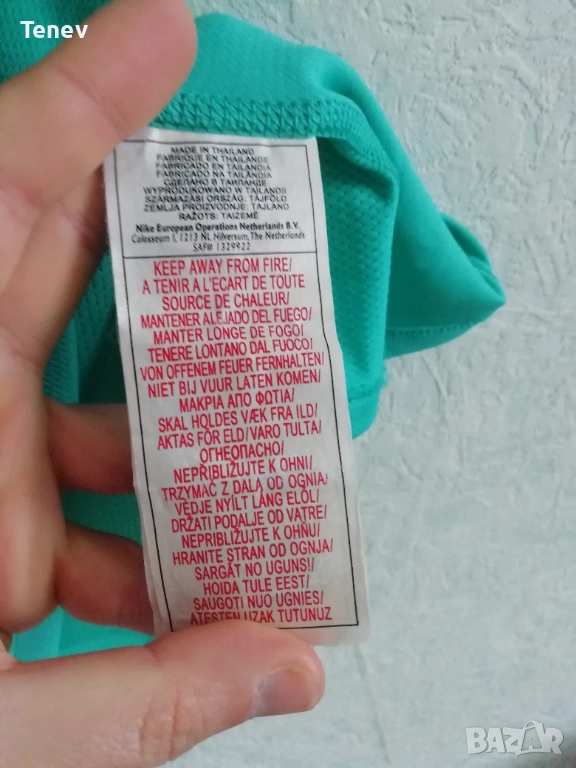 Tenev
MADE IN THAILAND
FABRIQUE EN THAILANDE
FABRICADO EN TAILANDIA
FABRICADO NA TAILÂNDIA
СДЕЛАНО В ТАИЛАНДЕ
WYPRODUKOWANO W TAJLANDII
SZÁRMAZÁSI ORSZÁG: TÁJFÖLD
ZEMLJA PROIZVODNJE: TAJLAND
RAŽOTS: TAIZEMĒ
Nike European Operations Netherlands B.V.
Colosseum 1, 1213 NL Hilversum, The Netherlands
SAF# 1329922
KEEP AWAY FROM FIRE/
A TENIR A L'ECART DE TOUTE
SOURCE DE CHALEUR/
MANTENER ALEJADO DEL FUEGO/
MANTER LONGE DE FOGO/
TENERE LONTANO DAL FUOCO/
VON OFFENEM FEUER FERNHALTEN/
NIET BIJ VUUR LATEN KOMEN/
ΜΑΚΡΙΑ ΑΠΟ ΦΩΤΙΑ/
SKAL HOLDES VÆK FRA ILD/
AKTAS FÖR ELD/VARO TULTA/
ОГНЕОПАСНО/
NEPŘIBLIŽUJTE K OHNI/
TRZYMAĆ Z DALA OD OGNIA/
VÉDJE NYÍLT LÁNG ELŐL/
DRŽATI PODALJE OD VATRE/
NEPRIBLIŽUJTE K OHŇU/
HRANITE STRAN OD OGNJA/
SARGĀT NO UGUNS/
HOIDA TULE EEST/
SAUGOTI NUO UGNIES/
ATEŞTEN UZAK TUTUNUZ
BAZAR